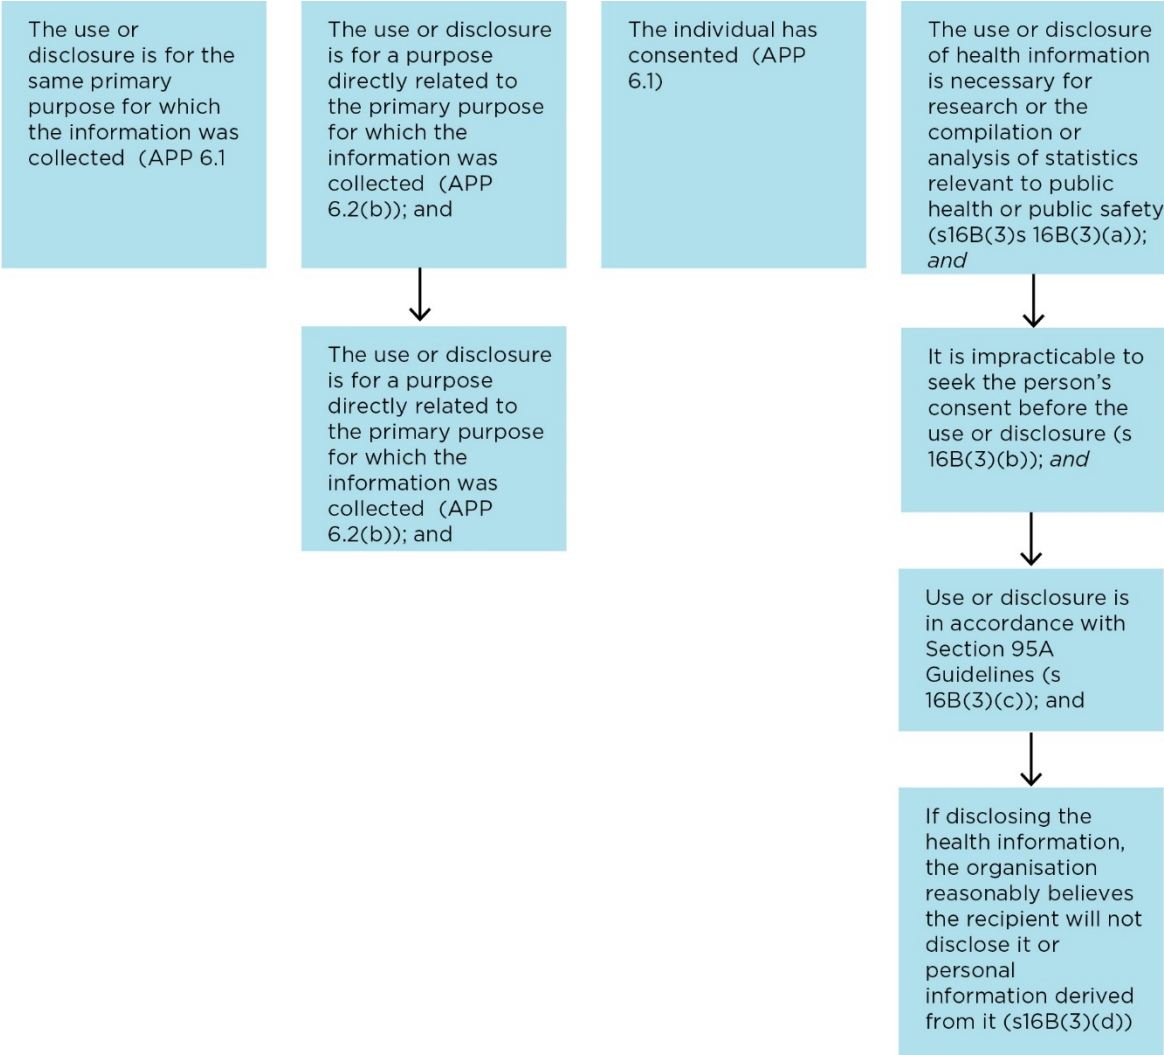 The use or
disclosure is for the
same primary
purpose for which
the information was
collected  (APP 6.1
The use or disclosure
is for a purpose
directly related to
the primary purpose
for which the
information was
collected  (APP
6.2(b)); and
The use or disclosure
is for a purpose
directly related to
the primary purpose
for which the
information was
collected  (APP
6.2(b)); and
The individual has
consented  (APP
6.1)
The use or disclosure
of health information
is necessary for
research or the
compilation or
analysis of statistics
relevant to public
health or public safety
(s16B(3)s 16B(3)(a));
and
It is impracticable to
seek the person’s
consent before the
use or disclosure (s
16B(3)(b)); and
Use or disclosure is
in accordance with
Section 95A
Guidelines (s
16B(3)(c)); and
If disclosing the
health information,
the organisation
reasonably believes
the recipient will not
disclose it or
personal
information derived
from it (s16B(3)(d))